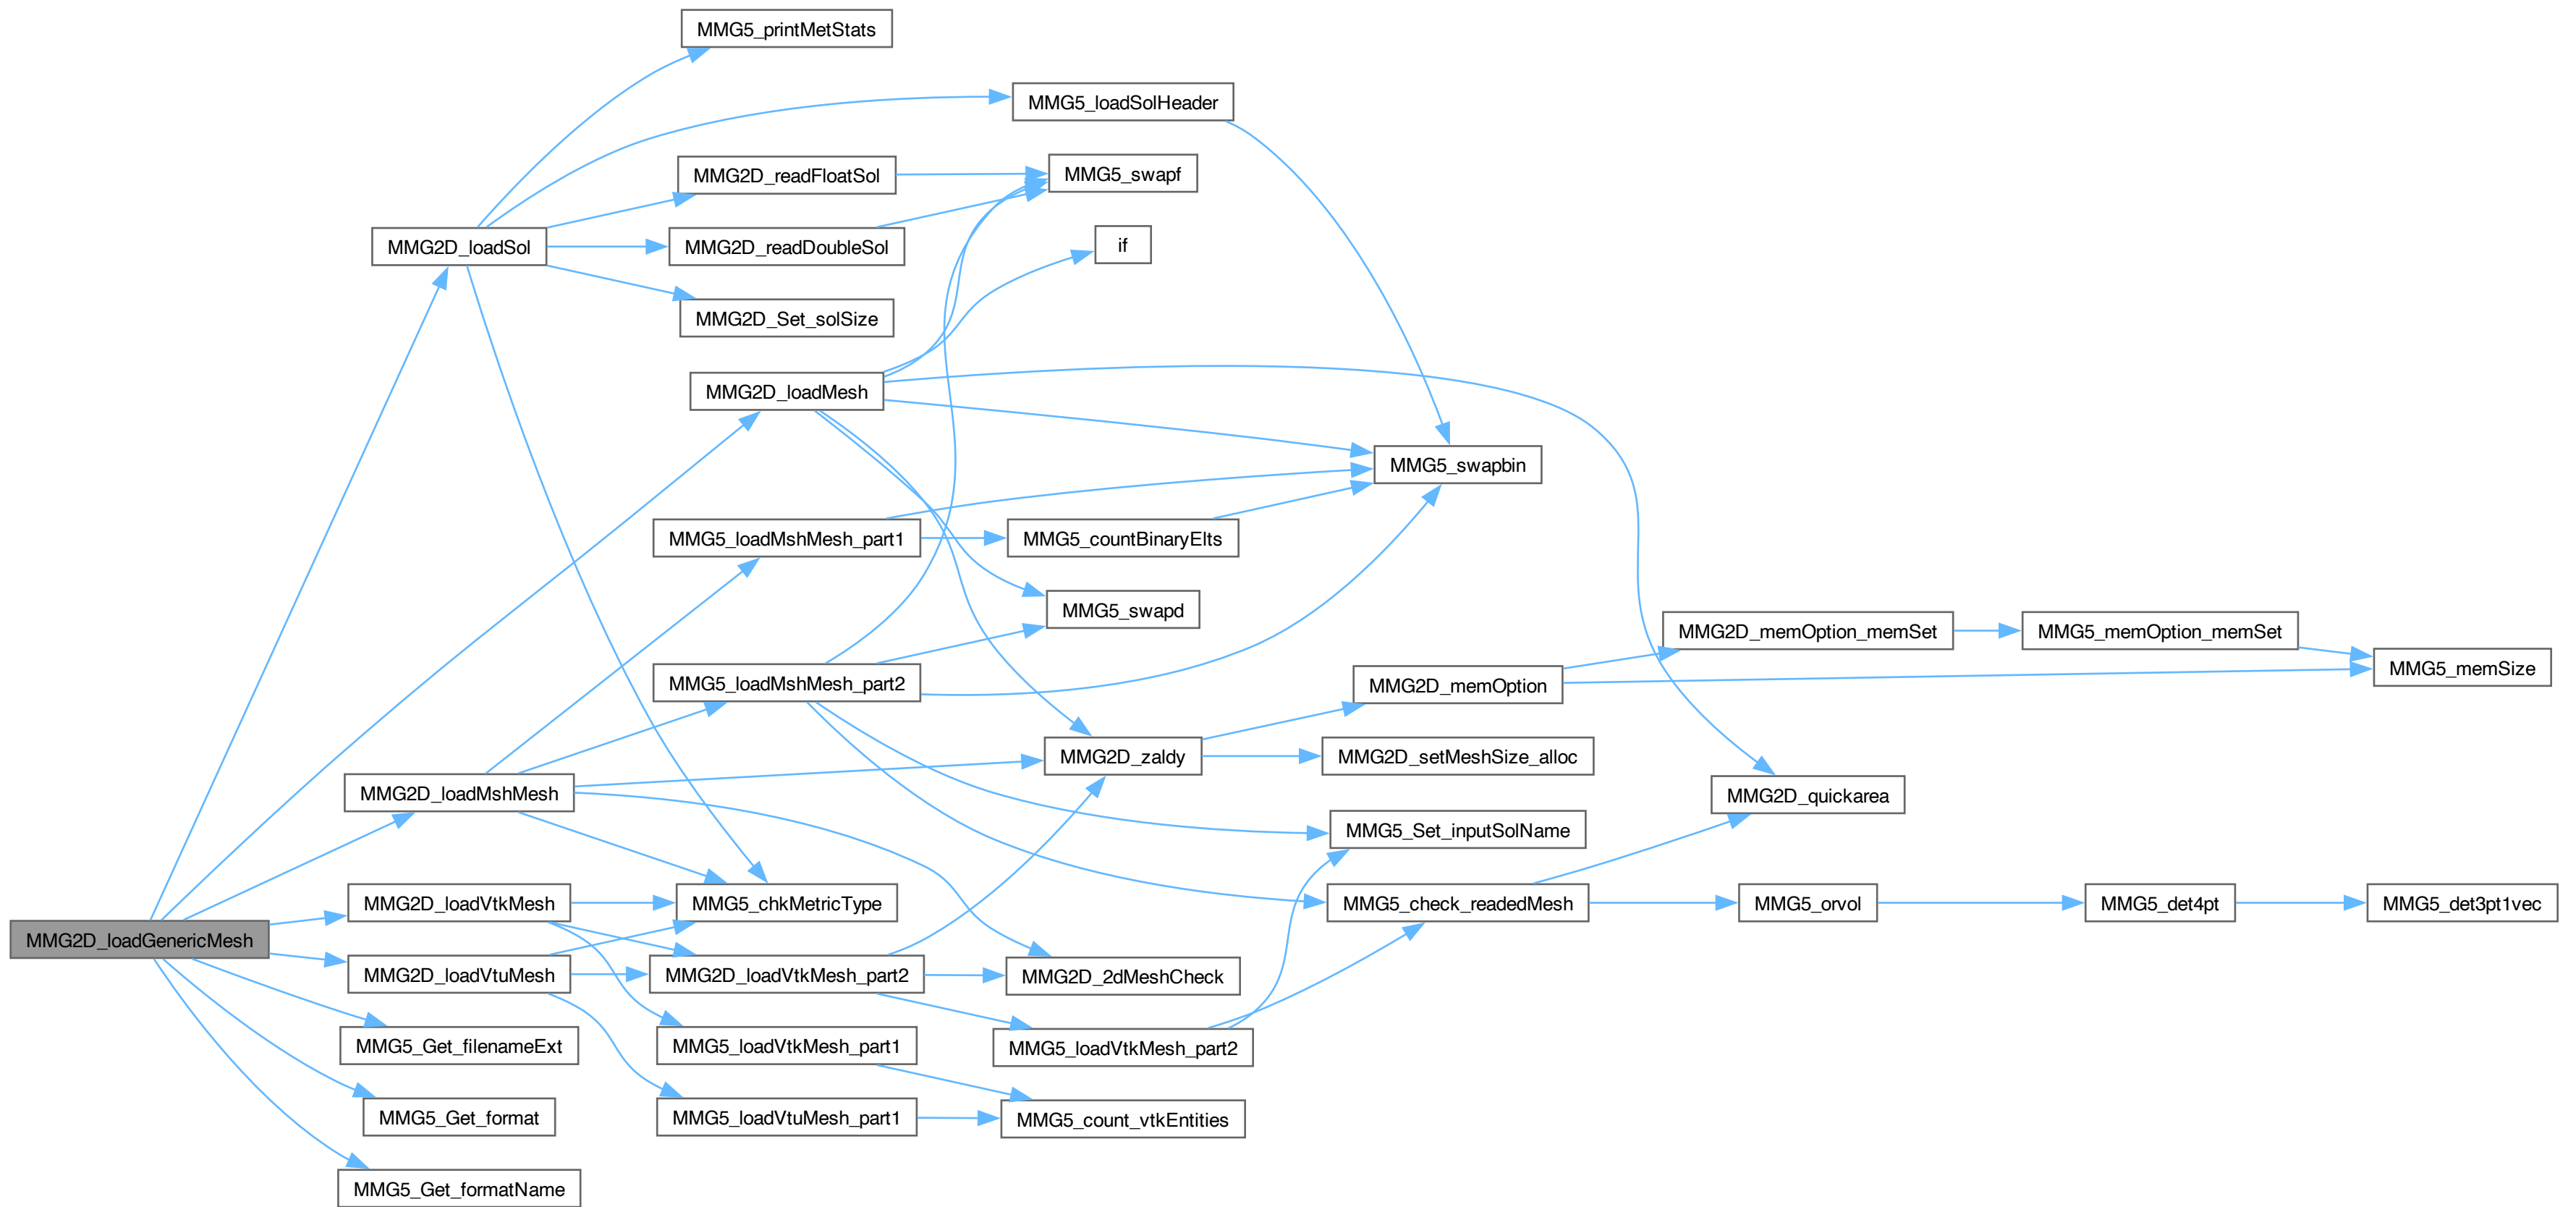 MMG5_printMetStats
MMG5_loadSolHeader
MMG2D_readFloatSol
MMG5_swapf
MMG2D_loadSol
MMG2D_readDoubleSol
if
MMG2D_Set_solSize
MMG2D_loadMesh
MMG5_swapbin
MMG5_loadMshMesh_part1
MMG5_countBinaryElts
MMG5_swapd
MMG2D_memOption_memSet
MMG5_memOption_memSet
MMG5_memSize
MMG5_loadMshMesh_part2
MMG2D_memOption
MMG2D_zaldy
MMG2D_setMeshSize_alloc
MMG2D_loadMshMesh
MMG2D_quickarea
MMG5_Set_inputSolName
MMG2D_loadVtkMesh
MMG5_chkMetricType
MMG5_check_readedMesh
MMG5_orvol
MMG5_det4pt
MMG5_det3pt1vec
MMG2D_loadGenericMesh
MMG2D_loadVtuMesh
MMG2D_loadVtkMesh_part2
MMG2D_2dMeshCheck
MMG5_Get_filenameExt
MMG5_loadVtkMesh_part1
MMG5_loadVtkMesh_part2
MMG5_Get_format
MMG5_loadVtuMesh_part1
MMG5_count_vtkEntities
MMG5_Get_formatName